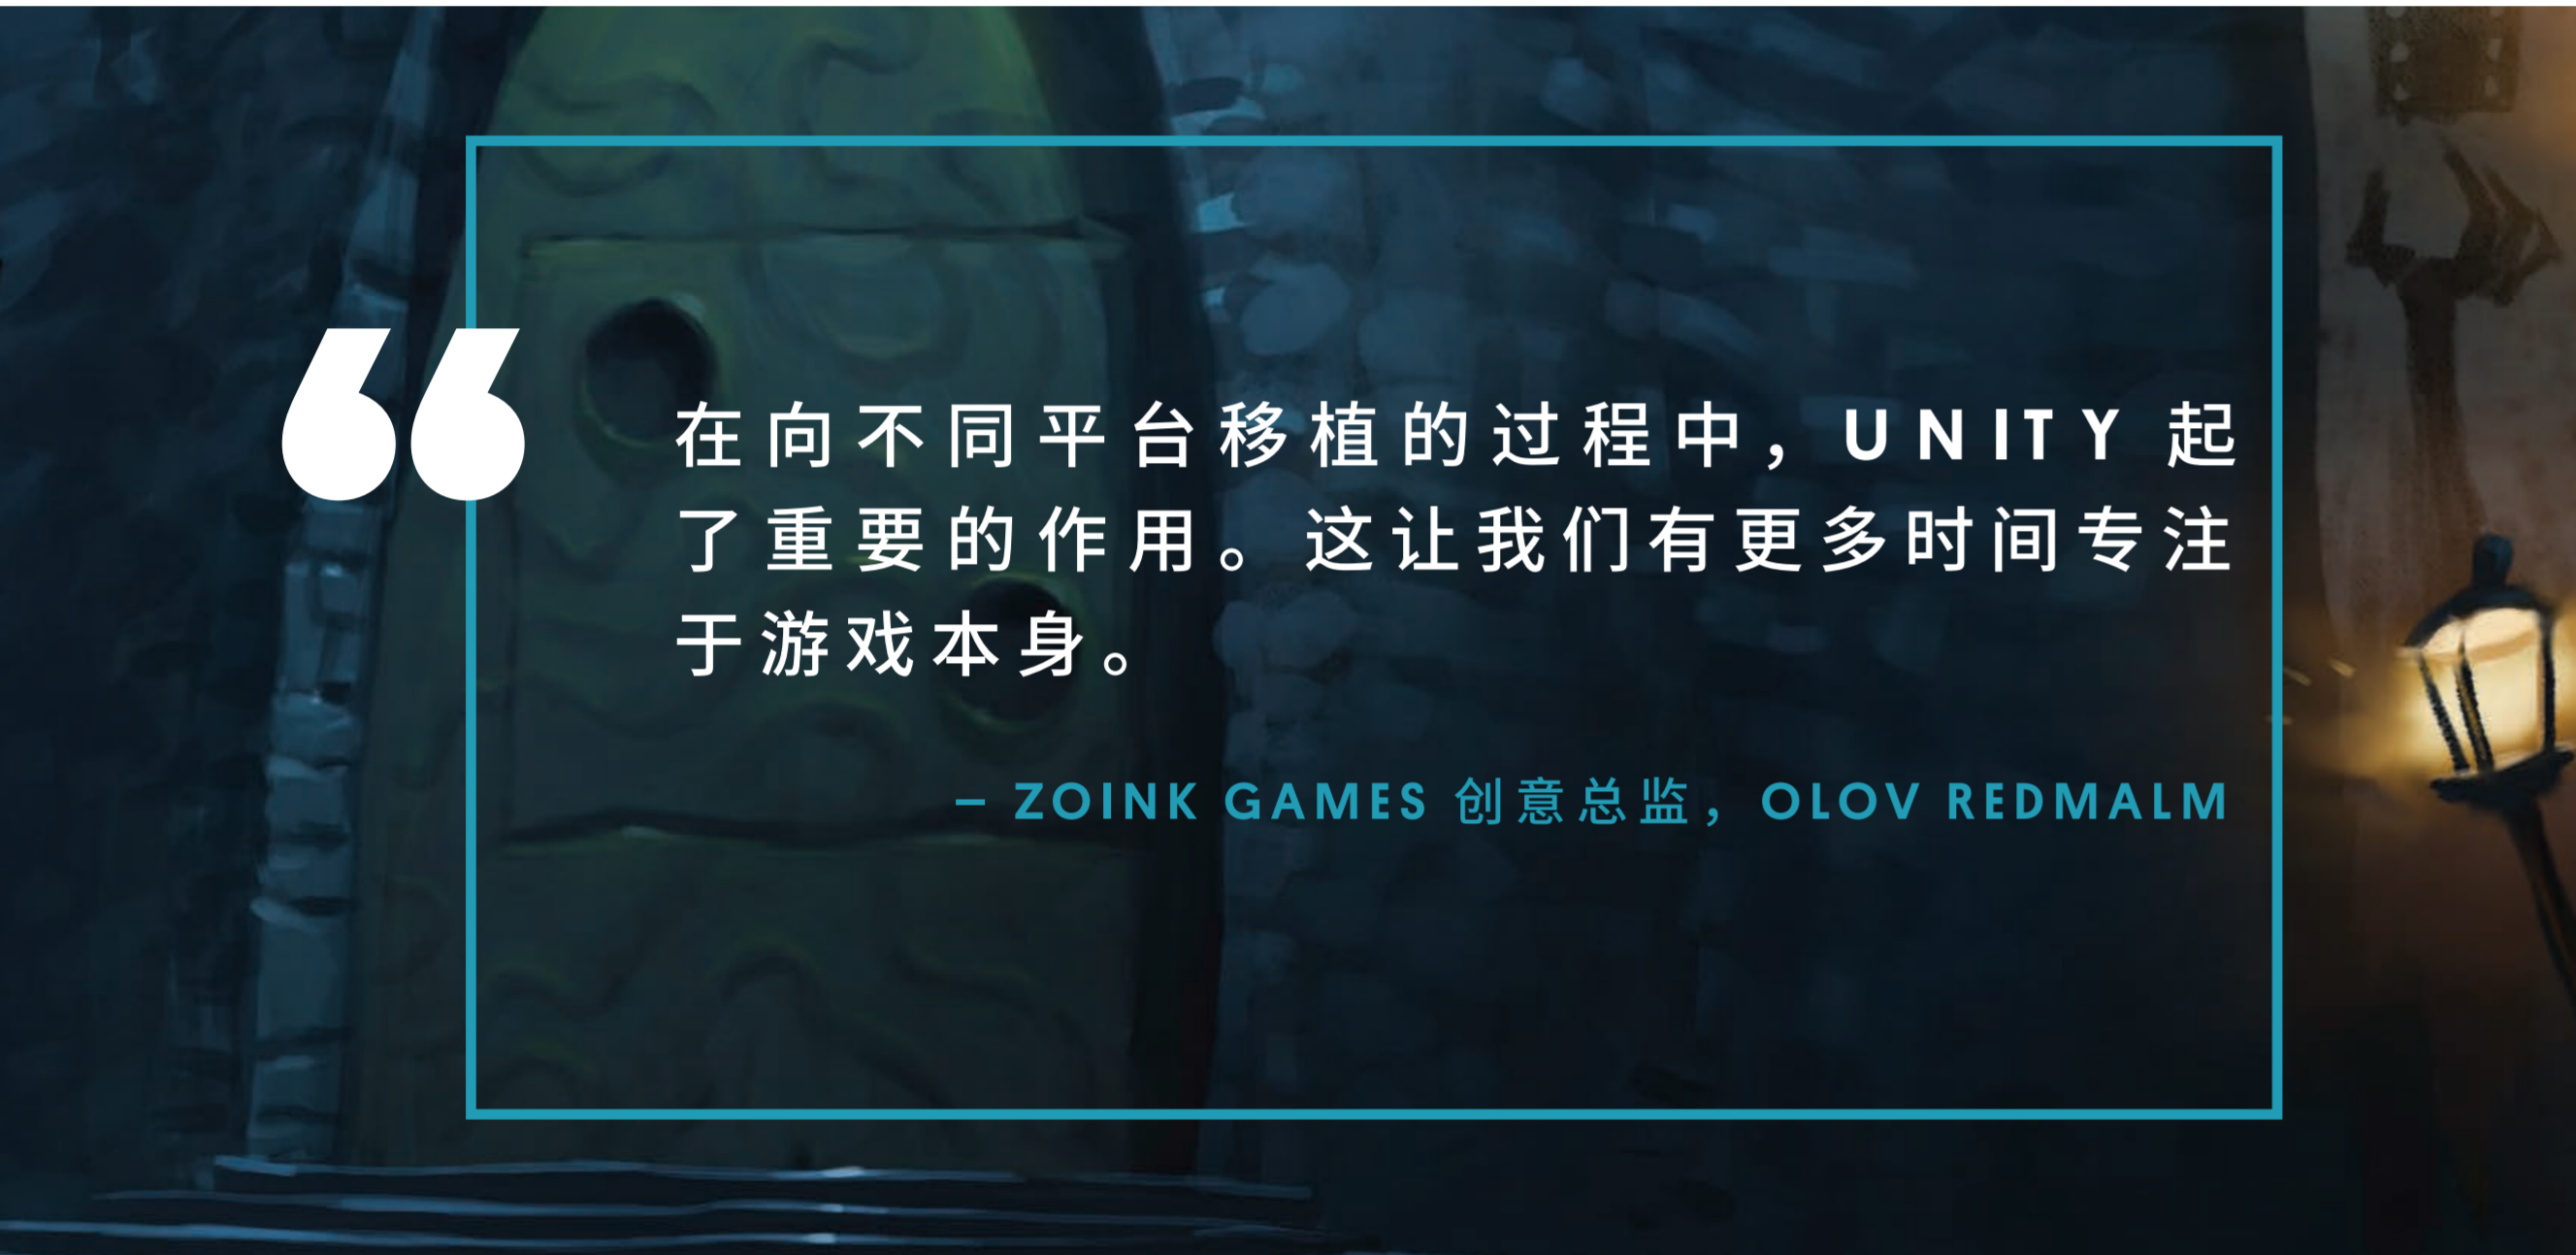 “
在向不同平台移植的过程中，UNITY 起
了重要的作用。这让我们有更多时间专注
于游戏本身。
– ZOINK GAMES 创意总监，OLOV REDMALM